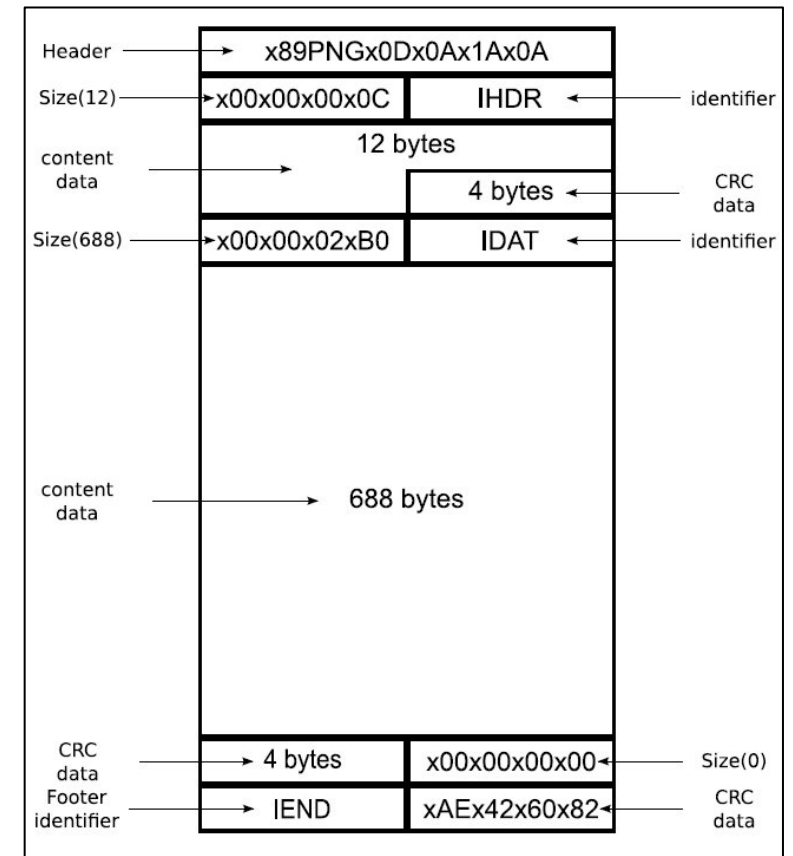 Header
x89PNGx0Dx0Ax1Ax0A
Size(12)
x00x00x00x0C
IHDR
identifier
content
data
12 bytes
4 bytes
CRC
data
Size(688)
x00x00x02xB0
IDAT
identifier
content
data
688 bytes
CRC
data
4 bytes
x00x00x00x00
Size(0)
Footer
identifier
IEND
xAEx42x60x82
CRC
data